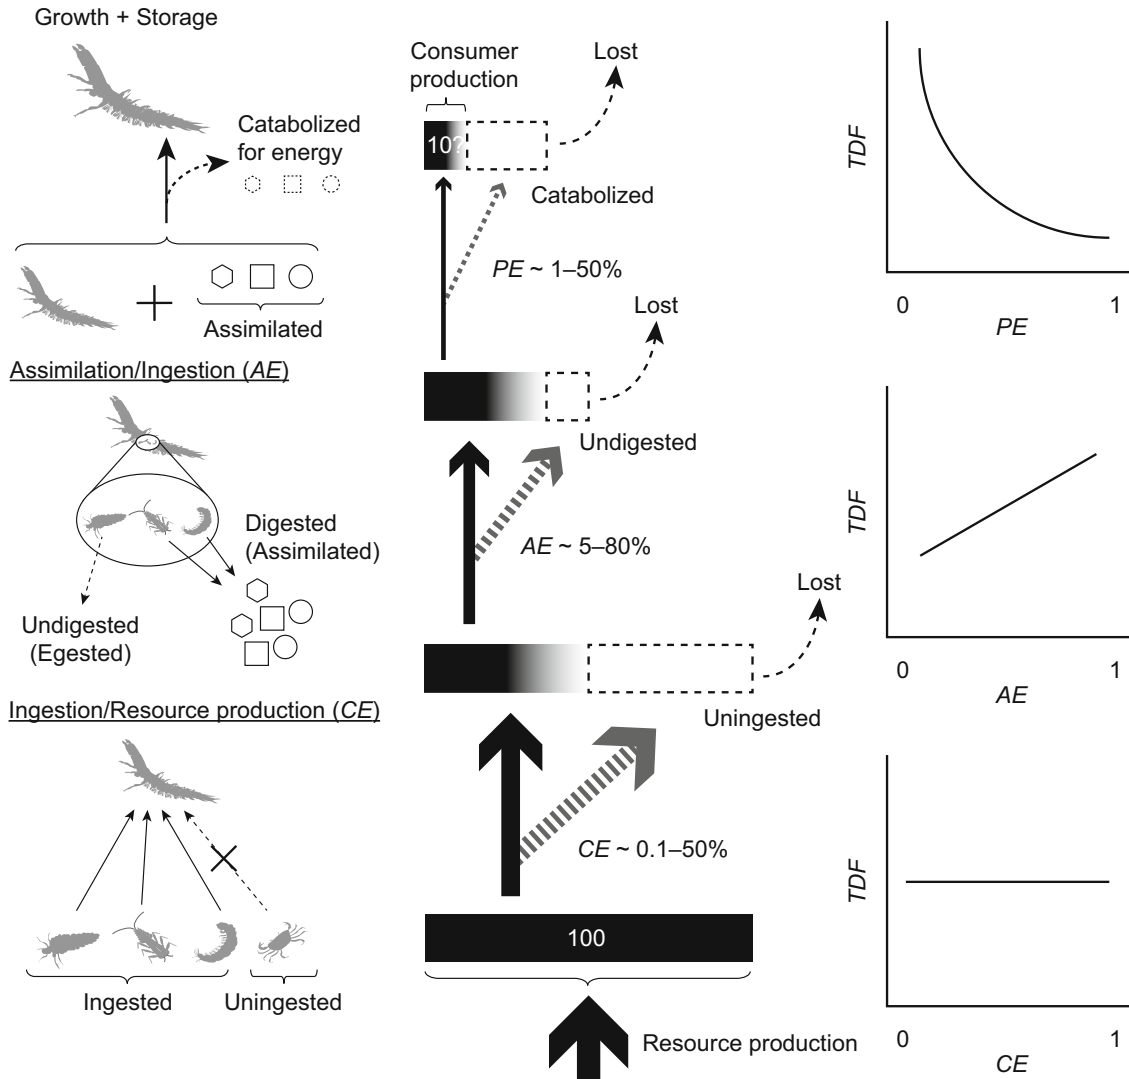 Growth + Storage
Catabolized
for energy
Assimilated
Assimilation/Ingestion (AE)
Digested
(Assimilated)
Undigested
(Egested)
Ingestion/Resource production (CE)
Ingested
Uningested
Consumer
production
Lost
10?
Catabolized
PE ~ 1–50%
Lost
Undigested
AE ~ 5–80%
Lost
Uningested
CE ~ 0.1–50%
100
Resource production
TDF
0
1
PE
TDF
0
1
AE
TDF
0
1
CE